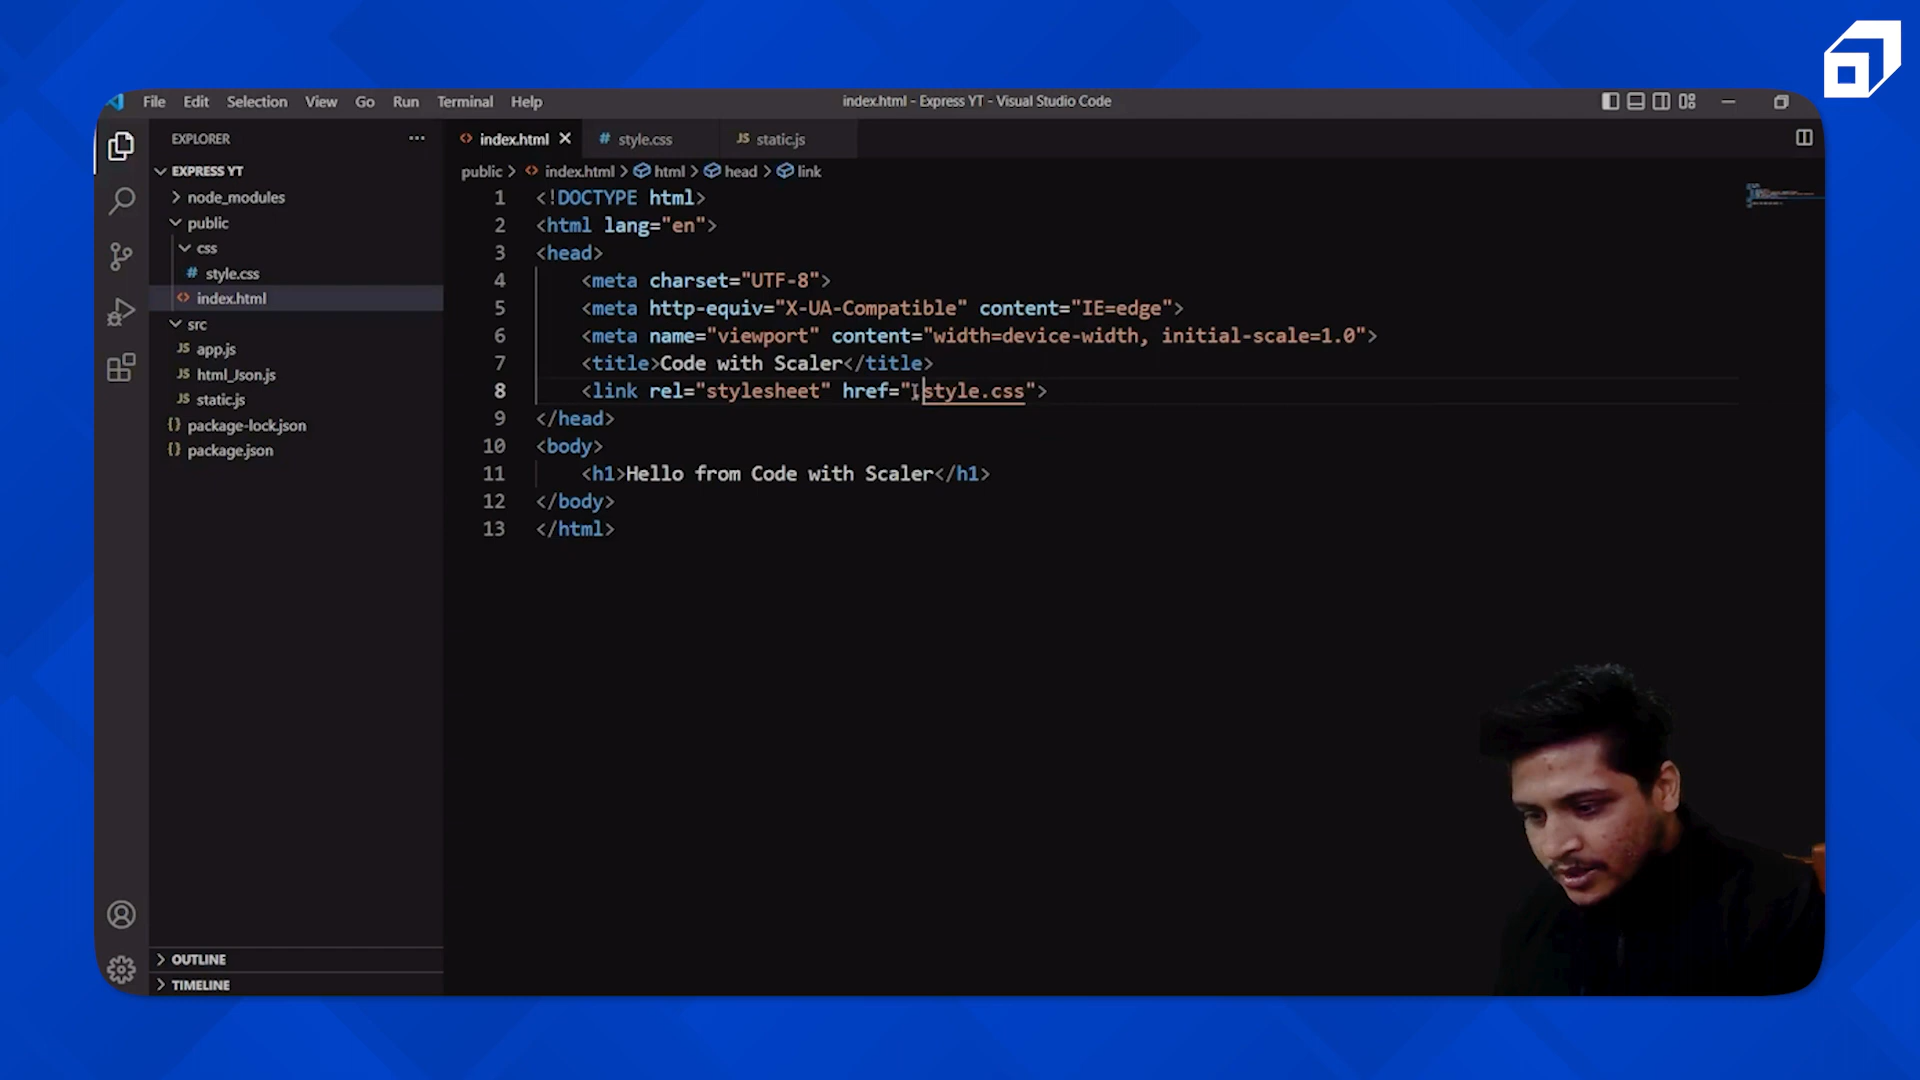 File Edit Selection View Go Run Terminal Help
index.html - Express YT - Visual Studio Code
EXPLORER
EXPRESS YT
node_modules
public
css
# style.css
<> index.html
src
JS app.js
JS html_Json.js
JS static.js
{} package-lock.json
{} package.json
OUTLINE
TIMELINE
<> index.html # style.css JS static.js
public > <> index.html > html > head > link
1 <!DOCTYPE html>
2 <html lang="en">
3 <head>
4 <meta charset="UTF-8">
5 <meta http-equiv="X-UA-Compatible" content="IE=edge">
6 <meta name="viewport" content="width=device-width, initial-scale=1.0">
7 <title>Code with Scaler</title>
8 <link rel="stylesheet" href="style.css">
9 </head>
10 <body>
11 <h1>Hello from Code with Scaler</h1>
12 </body>
13 </html>